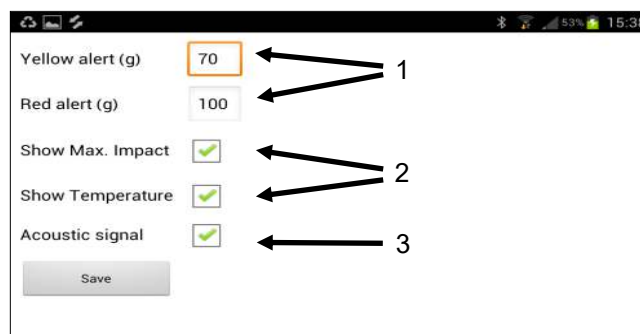 53% 15:38
Yellow alert (g) 70
1
Red alert (g) 100
Show Max. Impact
2
Show Temperature
Acoustic signal
3
Save